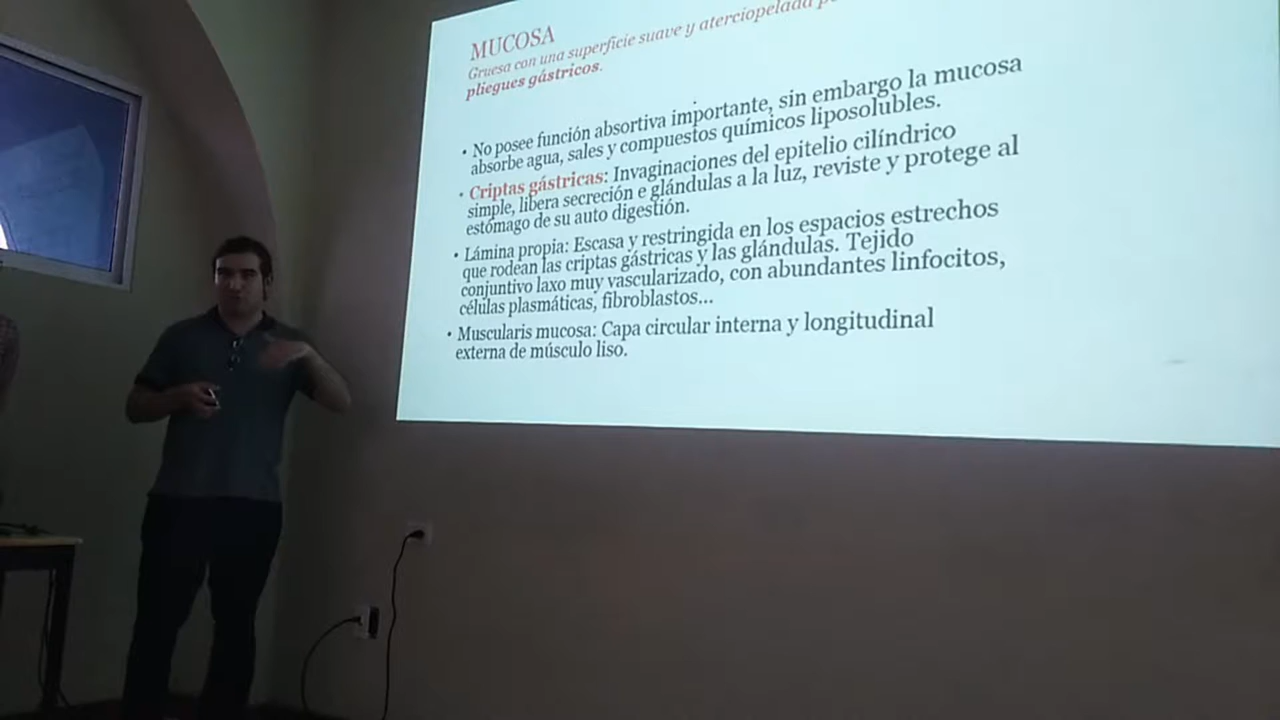 MUCOSA
Gruesa con una superficie suave y aterciopelada
pliegues gástricos.
• No posee función absortiva importante, sin embargo la mucosa
absorbe agua, sales y compuestos químicos liposolubles.
• Criptas gástricas: Invaginaciones del epitelio cilíndrico
simple, libera secreción e glándulas a la luz, reviste y protege al
estómago de su auto digestión.
• Lámina propia: Escasa y restringida en los espacios estrechos
que rodean las criptas gástricas y las glándulas. Tejido
conjuntivo laxo muy vascularizado, con abundantes linfocitos,
células plasmáticas, fibroblastos...
• Muscularis mucosa: Capa circular interna y longitudinal
externa de músculo liso.